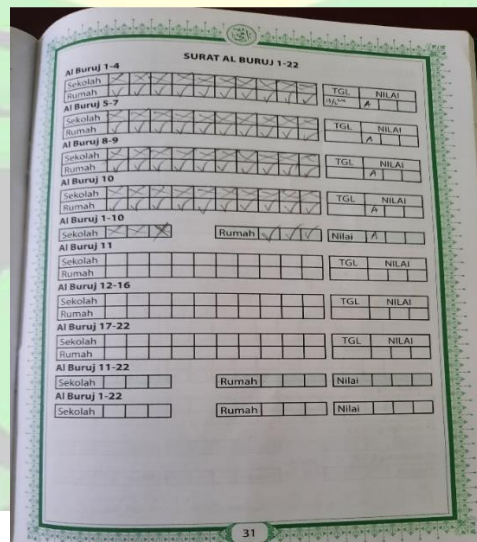 SURAT AL BURUJ 1-22
Al Buruj 1-4
Sekolah
Rumah
TGL NILAI
A
Al Buruj 5-7
Sekolah
Rumah
TGL NILAI
A
Al Buruj 8-9
Sekolah
Rumah
TGL NILAI
A
Al Buruj 10
Sekolah
Rumah
TGL NILAI
A
Al Buruj 1-10
Sekolah Rumah Nilai A
Al Buruj 11
Sekolah
Rumah
TGL NILAI
Al Buruj 12-16
Sekolah
Rumah
TGL NILAI
Al Buruj 17-22
Sekolah
Rumah
TGL NILAI
Al Buruj 11-22
Sekolah Rumah Nilai
Al Buruj 1-22
Sekolah Rumah Nilai
31